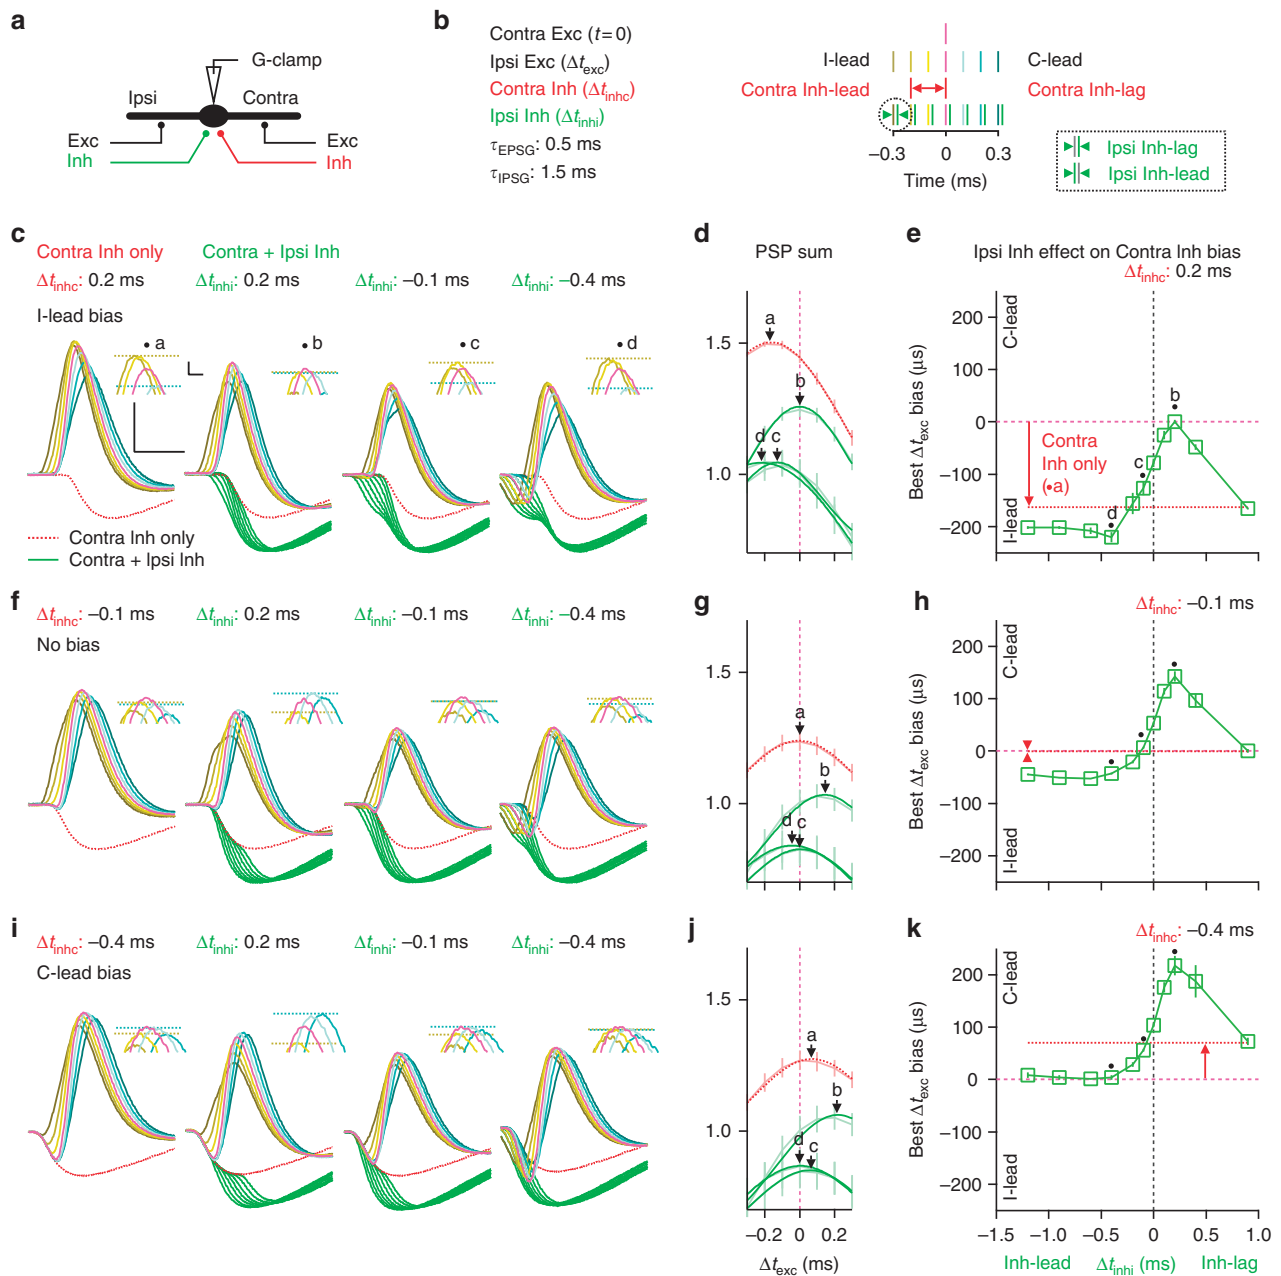 a
G-clamp
Ipsi
Contra
Exc
Exc
Inh
Inh
b
Contra Exc (t=0)
Ipsi Exc (Δtexc)
Contra Inh (Δtinhc)
Ipsi Inh (Δtinhi)
τEPSG: 0.5 ms
τIPSG: 1.5 ms
I-lead
C-lead
Contra Inh-lead
Contra Inh-lag
−0.3
0
0.3
Time (ms)
Ipsi Inh-lag
Ipsi Inh-lead
c
Contra Inh only
Contra + Ipsi Inh
Δtinhc: 0.2 ms
Δtinhi: 0.2 ms
Δtinhi: −0.1 ms
Δtinhi: −0.4 ms
I-lead bias
a
b
c
d
Contra Inh only
Contra + Ipsi Inh
d
PSP sum
1.5
1.0
a
b
d
c
e
Ipsi Inh effect on Contra Inh bias
Δtinhc: 0.2 ms
Best Δtexc bias (μs)
200
100
0
−100
−200
C-lead
I-lead
Contra
Inh only
(•a)
b
c
d
f
Δtinhc: −0.1 ms
Δtinhi: 0.2 ms
Δtinhi: −0.1 ms
Δtinhi: −0.4 ms
No bias
g
1.5
1.0
a
b
d
c
h
Δtinhc: −0.1 ms
Best Δtexc bias (μs)
200
100
0
−100
−200
C-lead
I-lead
i
Δtinhc: −0.4 ms
Δtinhi: 0.2 ms
Δtinhi: −0.1 ms
Δtinhi: −0.4 ms
C-lead bias
j
1.5
1.0
a
b
d
c
−0.2
0
0.2
Δtexc (ms)
k
Δtinhc: −0.4 ms
Best Δtexc bias (μs)
200
100
0
−100
−200
C-lead
I-lead
−1.5
−1.0
−0.5
0
0.5
1.0
Inh-lead
Δtinhi (ms)
Inh-lag